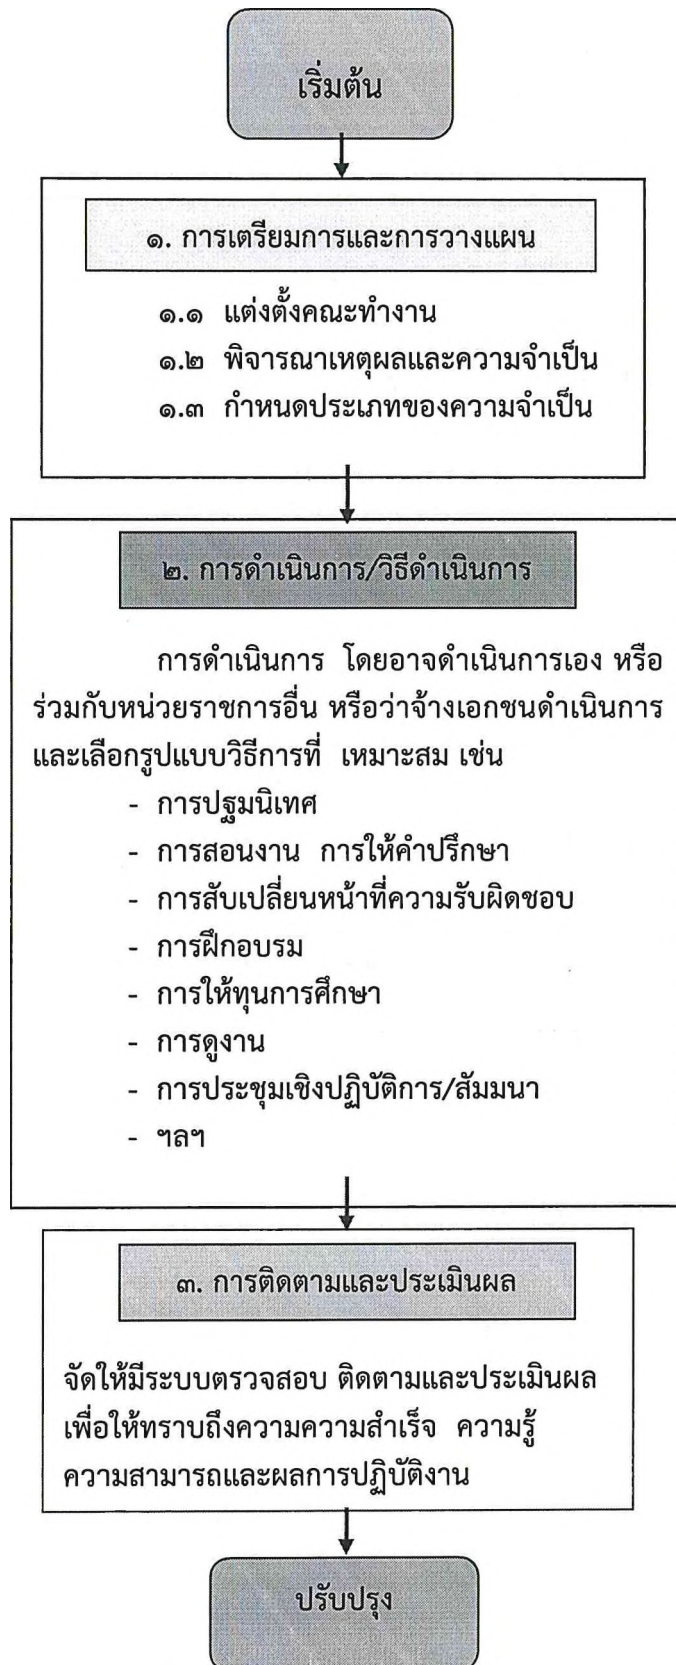 เริ่มต้น
๑. การเตรียมการและการวางแผน
๑.๑ แต่งตั้งคณะทำงาน
๑.๒ พิจารณาเหตุผลและความจำเป็น
๑.๓ กำหนดประเภทของความจำเป็น
๒. การดำเนินการ/วิธีดำเนินการ
การดำเนินการ โดยอาจดำเนินการเอง หรือ
ร่วมกับหน่วยราชการอื่น หรือว่าจ้างเอกชนดำเนินการ
และเลือกรูปแบบวิธีการที่ เหมาะสม เช่น
- การปฐมนิเทศ
- การสอนงาน การให้คำปรึกษา
- การสับเปลี่ยนหน้าที่ความรับผิดชอบ
- การฝึกอบรม
- การให้ทุนการศึกษา
- การดูงาน
- การประชุมเชิงปฏิบัติการ/สัมมนา
- ฯลฯ
๓. การติดตามและประเมินผล
จัดให้มีระบบตรวจสอบ ติดตามและประเมินผล
เพื่อให้ทราบถึงความความสำเร็จ ความรู้
ความสามารถและผลการปฏิบัติงาน
ปรับปรุง